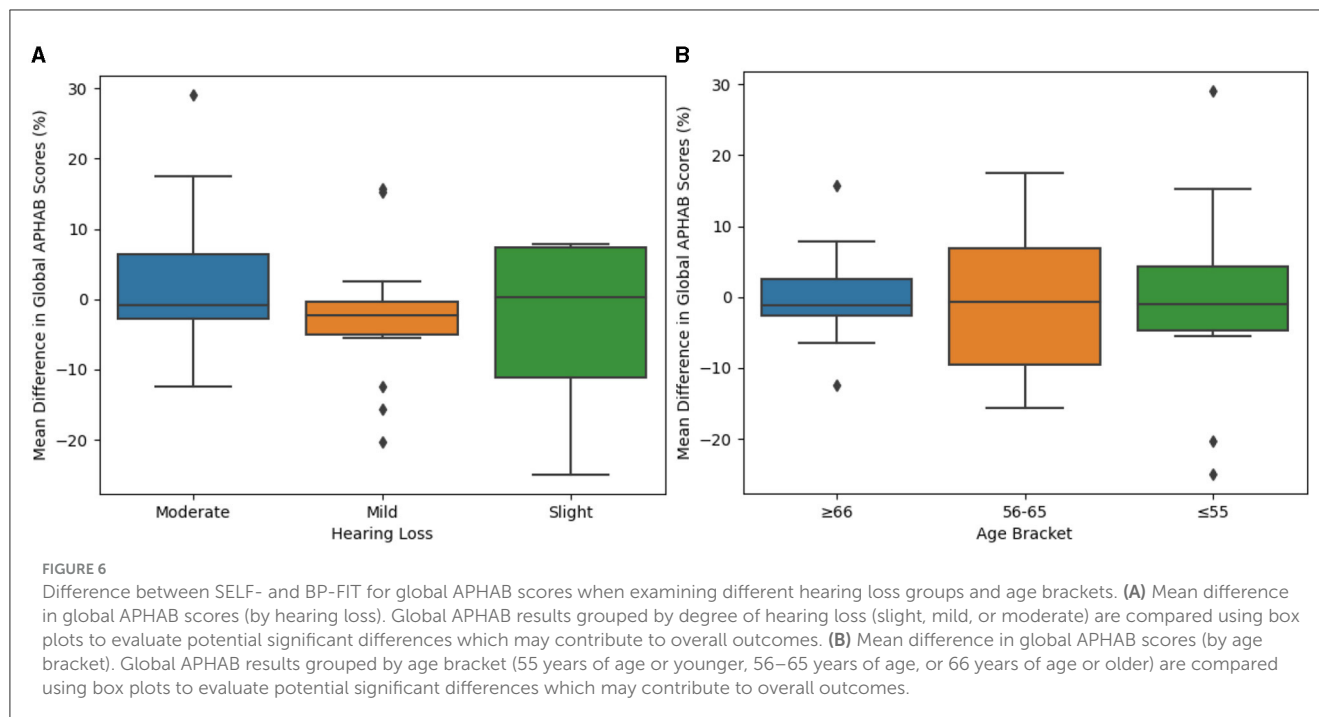 A
Mean Difference in Global APHAB Scores (%)
30
20
10
0
−10
−20
Moderate
Mild
Slight
Hearing Loss
B
Mean Difference in Global APHAB Scores (%)
30
20
10
0
−10
−20
≥66
56-65
≤55
Age Bracket
FIGURE 6
Difference between SELF- and BP-FIT for global APHAB scores when examining different hearing loss groups and age brackets. (A) Mean difference
in global APHAB scores (by hearing loss). Global APHAB results grouped by degree of hearing loss (slight, mild, or moderate) are compared using box
plots to evaluate potential significant differences which may contribute to overall outcomes. (B) Mean difference in global APHAB scores (by age
bracket). Global APHAB results grouped by age bracket (55 years of age or younger, 56–65 years of age, or 66 years of age or older) are compared
using box plots to evaluate potential significant differences which may contribute to overall outcomes.